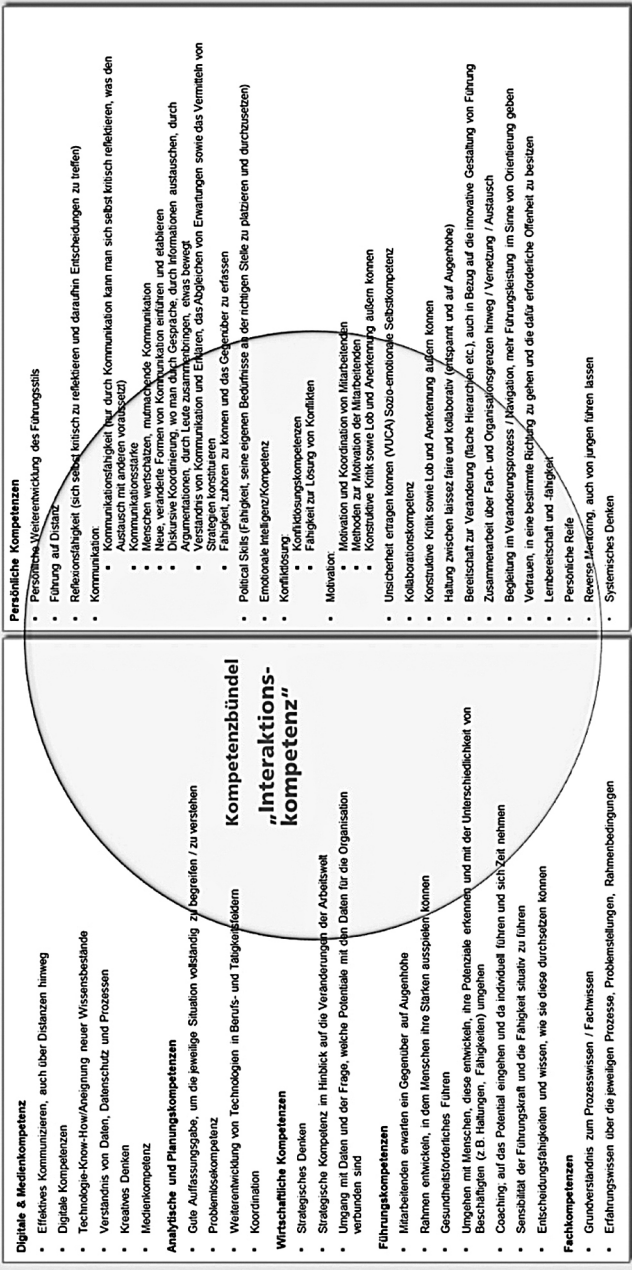 Digitale & Medienkompetenz
• Effektives Kommunizieren, auch über Distanzen hinweg
• Digitale Kompetenzen
• Technologie-Know-How/Aneignung neuer Wissensbestände
• Verständnis von Daten, Datenschutz und Prozessen
• Kreatives Denken
• Medienkompetenz
Analytische und Planungskompetenzen
• Gute Auffassungsgabe, um die jeweilige Situation vollständig zu begreifen / zu verstehen
• Problemlösekompetenz
• Weiterentwicklung von Technologien in Berufs- und Tätigkeitsfeldern
• Koordination
Wirtschaftliche Kompetenzen
• Strategisches Denken
• Strategische Kompetenz im Hinblick auf die Veränderungen der Arbeitswelt
• Umgang mit Daten und der Frage, welche Potentiale mit den Daten für die Organisation
verbunden sind
Führungskompetenzen
• Mitarbeitenden erwarten ein Gegenüber auf Augenhöhe
• Rahmen entwickeln, in dem Menschen ihre Stärken ausspielen können
• Gesundheitsförderliches Führen
• Umgehen mit Menschen, diese entwickeln, ihre Potenziale erkennen und mit der Unterschiedlichkeit von
Beschäftigten (z.B. Haltungen, Fähigkeiten) umgehen
• Coaching, auf das Potential eingehen und da individuell führen und sich Zeit nehmen
• Sensibilität der Führungskraft und die Fähigkeit situativ zu führen
• Entscheidungsfähigkeiten und wissen, wie sie diese durchsetzen können
Fachkompetenzen
• Grundverständnis zum Prozesswissen / Fachwissen
• Erfahrungswissen über die jeweiligen Prozesse, Problemstellungen, Rahmenbedingungen
Kompetenzbündel
„Interaktions-
kompetenz“
Persönliche Kompetenzen
• Persönliche Weiterentwicklung des Führungsstils
• Führung auf Distanz
• Reflexionsfähigkeit (sich selbst kritisch zu reflektieren und daraufhin Entscheidungen zu treffen)
• Kommunikation:
• Kommunikationsfähigkeit (nur durch Kommunikation kann man sich selbst kritisch reflektieren, was den
Austausch mit anderen voraussetzt)
• Kommunikationsstärke
• Menschen wertschätzen, mutmachende Kommunikation
• Neue, veränderte Formen von Kommunikation einführen und etablieren
• Diskursive Koordinierung, wo man durch Gespräche, durch Informationen austauschen, durch
Argumentationen, durch Leute zusammenbringen, etwas bewegt
• Verständnis von Kommunikation und Erklären, das Abgleichen von Erwartungen sowie das Vermitteln von
Strategien konstituieren
• Fähigkeit, zuhören zu können und das Gegenüber zu erfassen
• Political Skills (Fähigkeit, seine eigenen Bedürfnisse an der richtigen Stelle zu platzieren und durchzusetzen)
• Emotionale Intelligenz/Kompetenz
• Konfliktlösung:
• Konfliktlösungskompetenzen
• Fähigkeit zur Lösung von Konflikten
• Motivation:
• Motivation und Koordination von Mitarbeitenden
• Methoden zur Motivation der Mitarbeitenden
• Konstruktive Kritik sowie Lob und Anerkennung äußern können
• Unsicherheit ertragen können (VUCA) Sozio-emotionale Selbstkompetenz
• Kollaborationskompetenz
• Konstruktive Kritik sowie Lob und Anerkennung äußern können
• Haltung zwischen laissez faire und kollaborativ (entspannt und auf Augenhöhe)
• Bereitschaft zur Veränderung (flache Hierarchien etc.), auch in Bezug auf die innovative Gestaltung von Führung
• Zusammenarbeit über Fach- und Organisationsgrenzen hinweg / Vernetzung / Austausch
• Begleitung im Veränderungsprozess / Navigation, mehr Führungsleistung im Sinne von Orientierung geben
• Vertrauen, in eine bestimmte Richtung zu gehen und die dafür erforderliche Offenheit zu besitzen
• Lernbereitschaft und -fähigkeit
• Persönliche Reife
• Reverse Mentoring, auch von jungen führen lassen
• Systemisches Denken